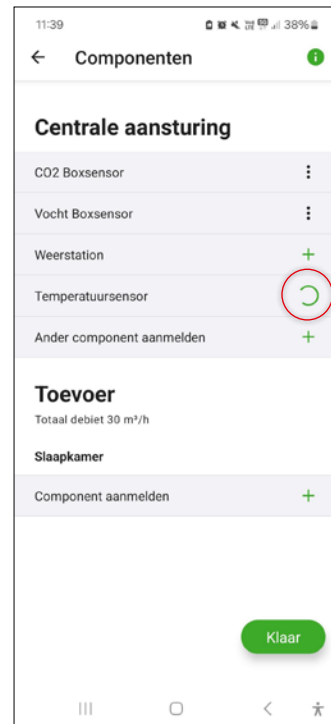 11:39
38%
Componenten
Centrale aansturing
CO2 Boxsensor
Vocht Boxsensor
Weerstation
Temperatuursensor
Ander component aanmelden
Toevoer
Totaal debiet 30 m³/h
Slaapkamer
Component aanmelden
Klaar